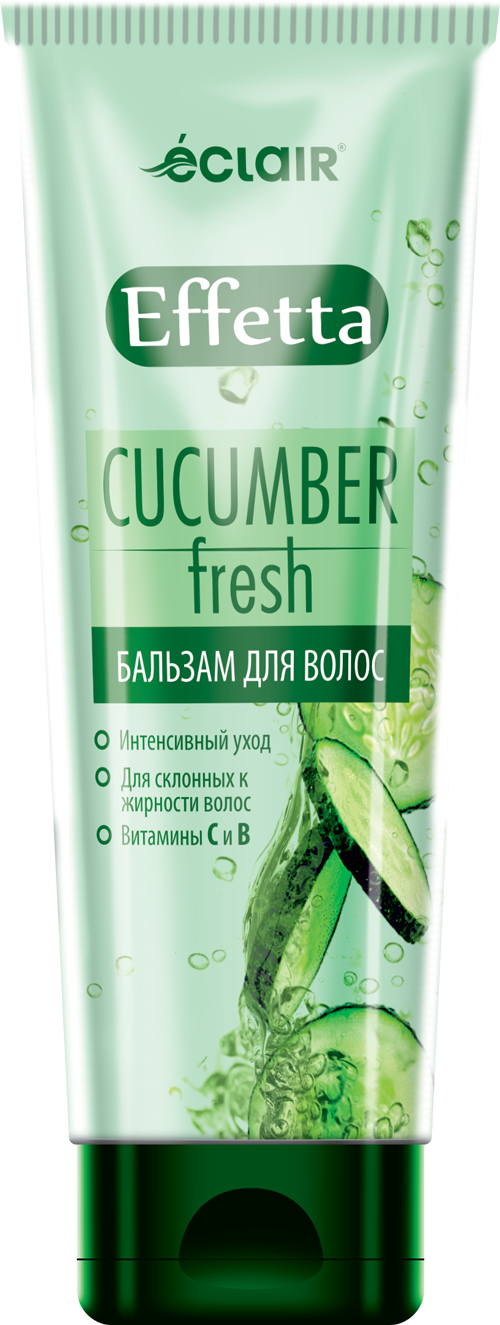 éclair®
Effetta
CUCUMBER
fresh
БАЛЬЗАМ ДЛЯ ВОЛОС
Интенсивный уход
Для склонных к
жирности волос
Витамины C и B